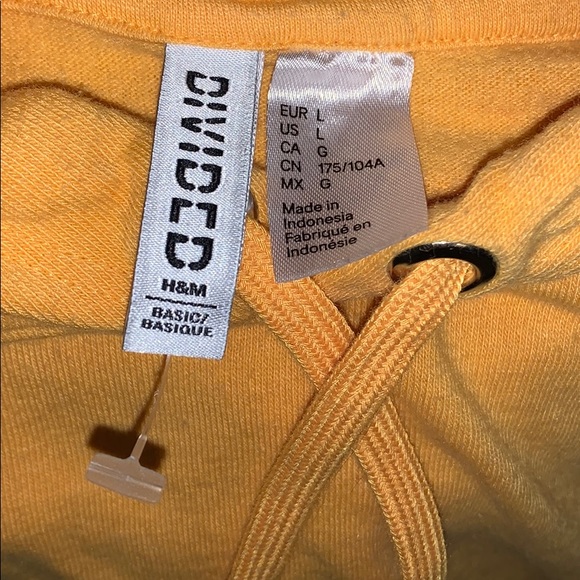 DIVIDED
H&M
BASIC/
BASIQUE
EUR L
US L
CA G
CN 175/104A
MX G
Made in
Indonesia
Fabriqué en
Indonésie